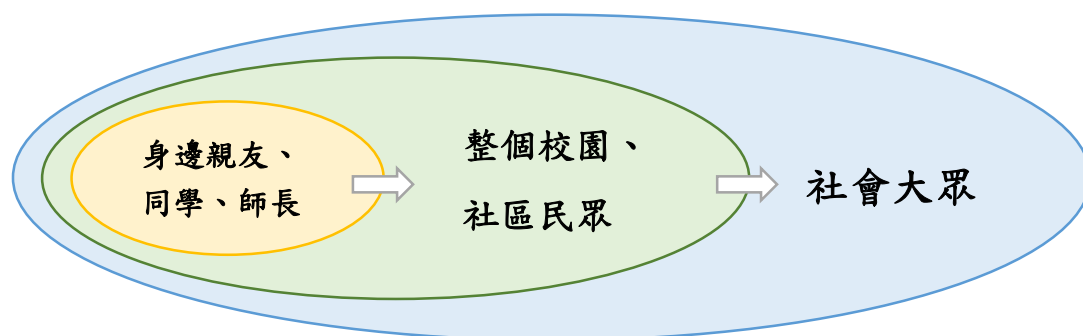 身邊親友、
同學、師長
整個校園、
社區民眾
社會大眾